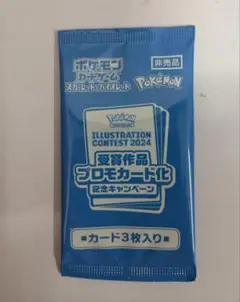 ポケモン
カードゲーム
スカーレット&バイオレット
非売品
POKÉMON
Pokémon
ILLUSTRATION
CONTEST 2024
受賞作品
プロモカード化
記念キャンペーン
カード3枚入り